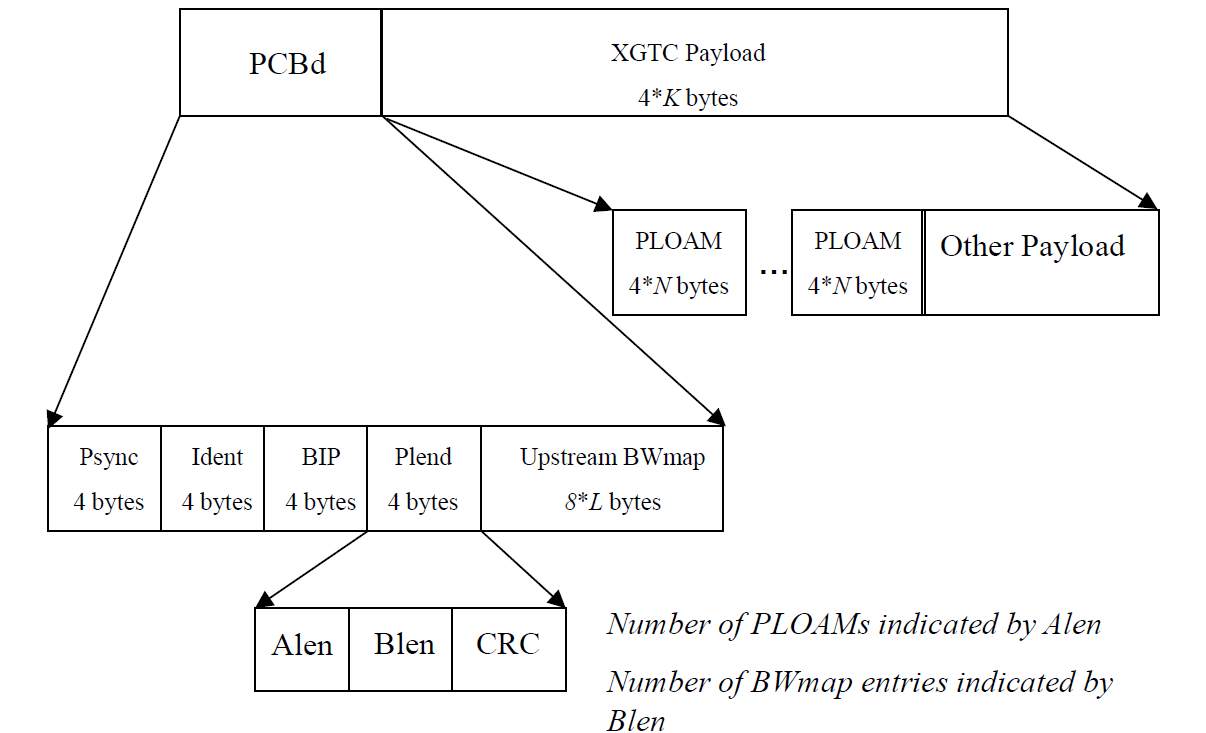 PCBd
XGTC Payload
4*K bytes
PLOAM
4*N bytes
...
PLOAM
4*N bytes
Other Payload
Psync
4 bytes
Ident
4 bytes
BIP
4 bytes
Plend
4 bytes
Upstream BWmap
8*L bytes
Alen
Blen
CRC
Number of PLOAMs indicated by Alen
Number of BWmap entries indicated by
Blen